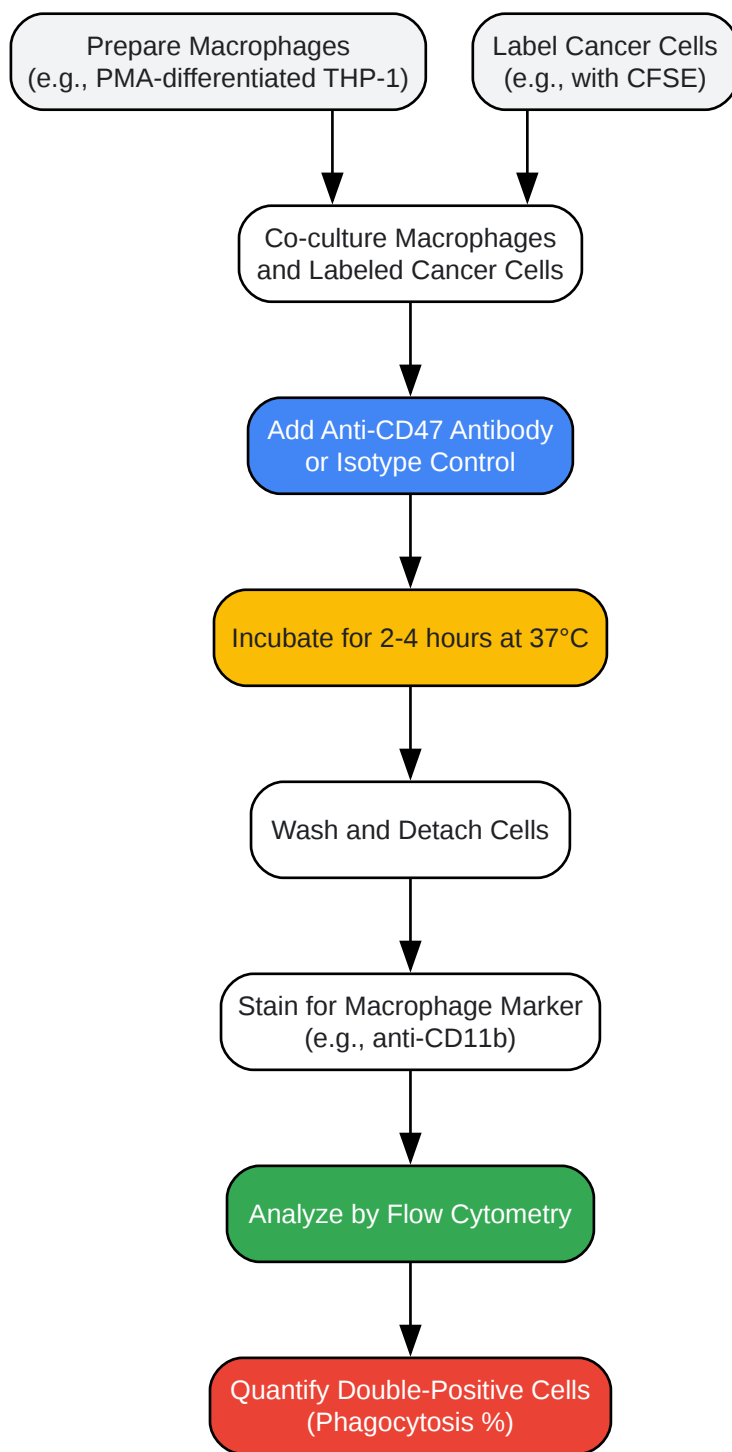 Prepare Macrophages
(e.g., PMA-differentiated THP-1)
Label Cancer Cells
(e.g., with CFSE)
Co-culture Macrophages
and Labeled Cancer Cells
Add Anti-CD47 Antibody
or Isotype Control
Incubate for 2-4 hours at 37°C
Wash and Detach Cells
Stain for Macrophage Marker
(e.g., anti-CD11b)
Analyze by Flow Cytometry
Quantify Double-Positive Cells
(Phagocytosis %)